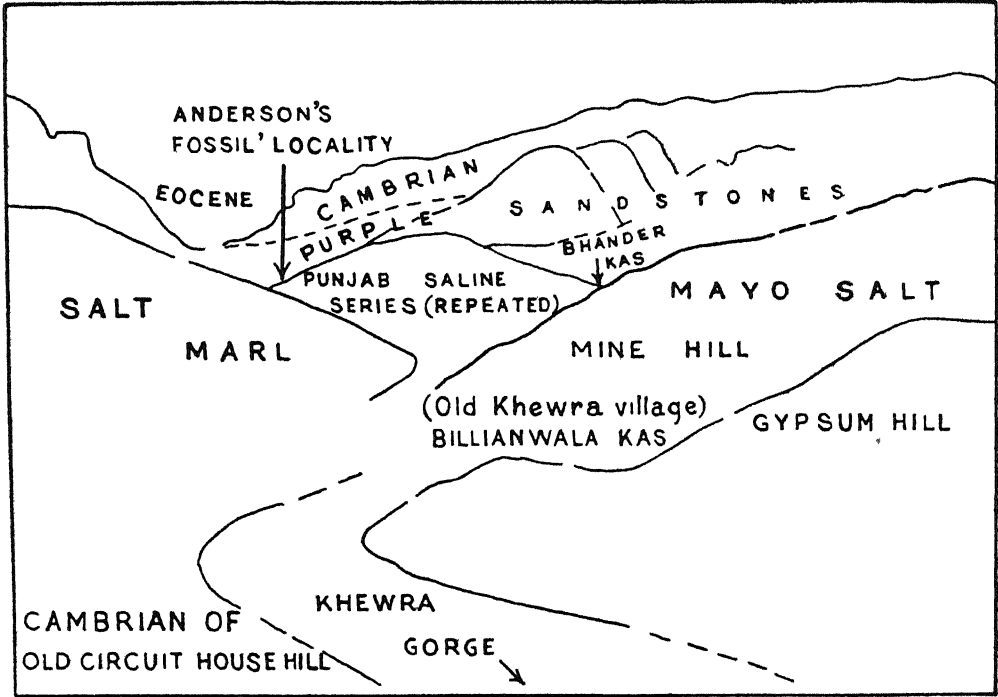 ANDERSON'S
FOSSIL' LOCALITY
EOCENE
CAMBRIAN
PURPLE
SANDSTONES
BHANDER
KAS
PUNJAB SALINE
SERIES (REPEATED)
SALT
MARL
MAYO SALT
MINE HILL
(Old Khewra village)
BILLIANWALA KAS
GYPSUM HILL
KHEWRA
GORGE
CAMBRIAN OF
OLD CIRCUIT HOUSE HILL